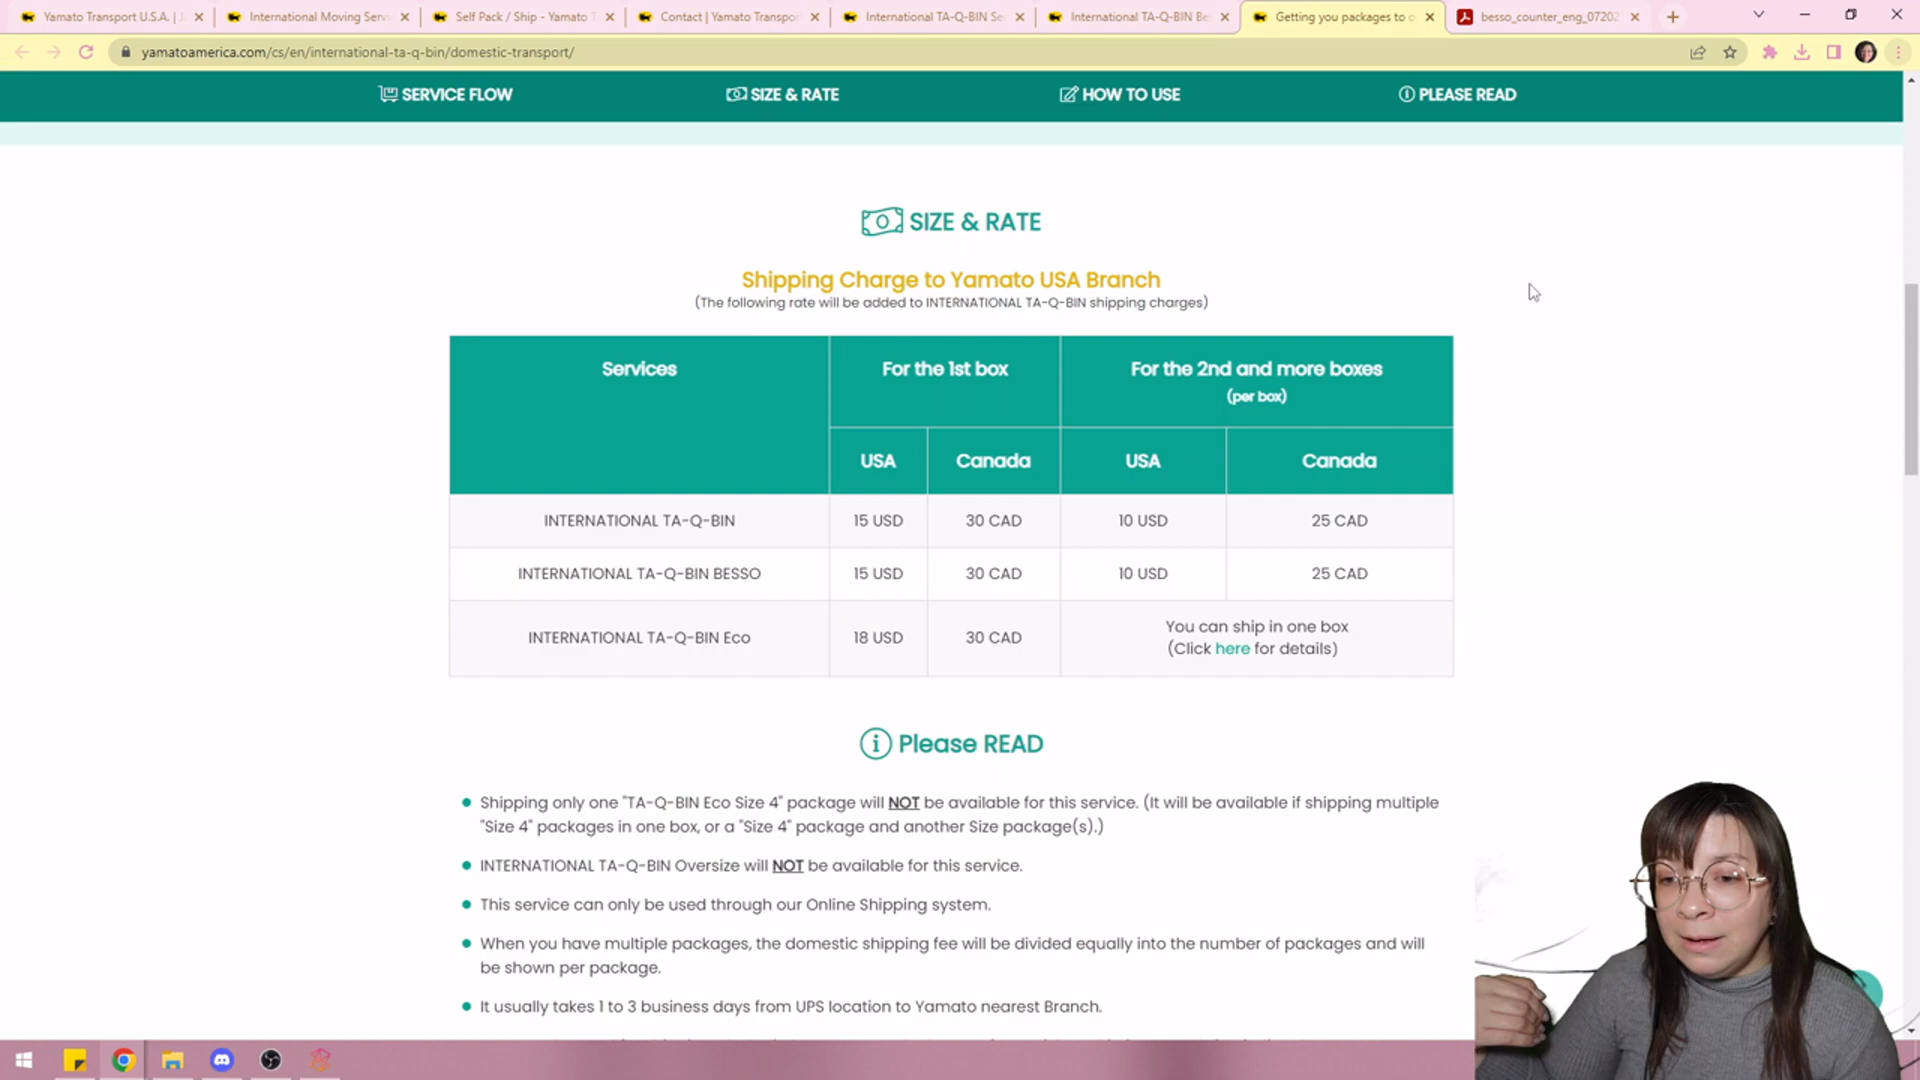 Yamato Transport U.S.A. | J
International Moving Servi
Self Pack / Ship - Yamato T
Contact | Yamato Transpor
International TA-Q-BIN Se
International TA-Q-BIN Be
Getting you packages to o
besso_counter_eng_07202
yamatoamerica.com/cs/en/international-ta-q-bin/domestic-transport/
SERVICE FLOW
SIZE & RATE
HOW TO USE
PLEASE READ
SIZE & RATE
Shipping Charge to Yamato USA Branch
(The following rate will be added to INTERNATIONAL TA-Q-BIN shipping charges)
Services
For the 1st box
For the 2nd and more boxes
(per box)
USA
Canada
USA
Canada
INTERNATIONAL TA-Q-BIN
15 USD
30 CAD
10 USD
25 CAD
INTERNATIONAL TA-Q-BIN BESSO
15 USD
30 CAD
10 USD
25 CAD
INTERNATIONAL TA-Q-BIN Eco
18 USD
30 CAD
You can ship in one box
(Click here for details)
Please READ
Shipping only one "TA-Q-BIN Eco Size 4" package will NOT be available for this service. (It will be available if shipping multiple
"Size 4" packages in one box, or a "Size 4" package and another Size package(s).)
INTERNATIONAL TA-Q-BIN Oversize will NOT be available for this service.
This service can only be used through our Online Shipping system.
When you have multiple packages, the domestic shipping fee will be divided equally into the number of packages and will
be shown per package.
It usually takes 1 to 3 business days from UPS location to Yamato nearest Branch.